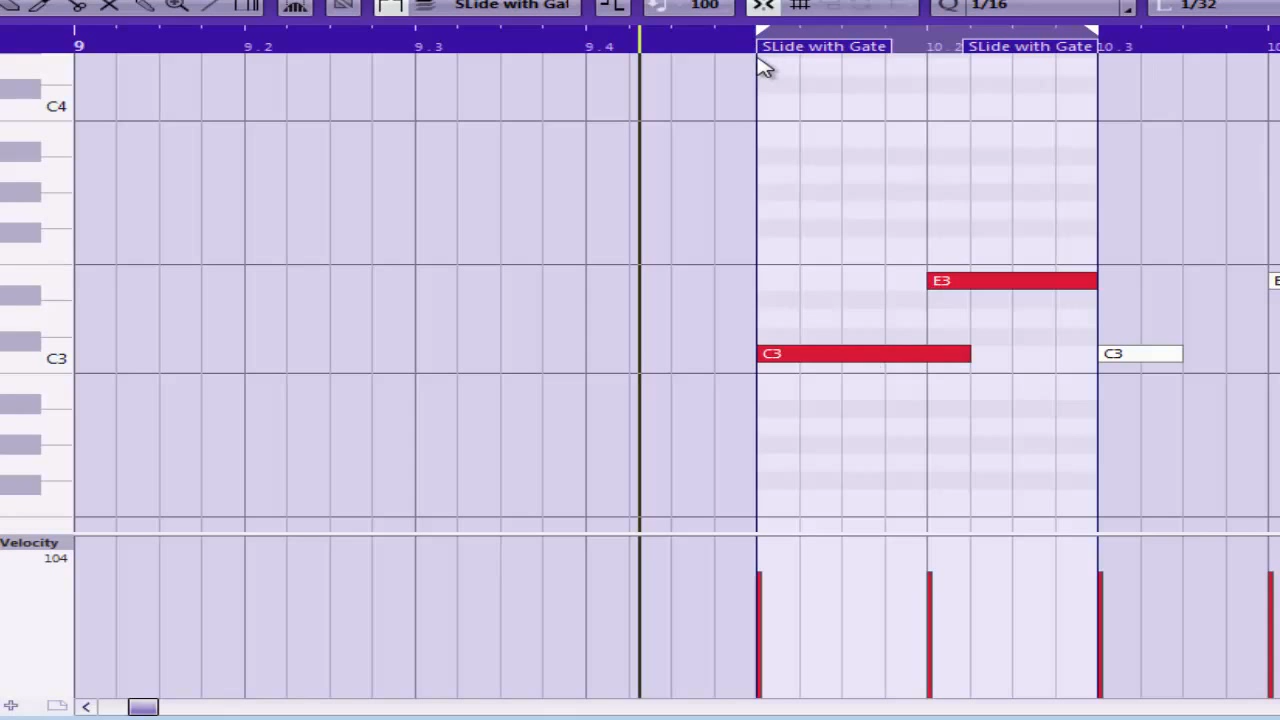 SLide with Gat 100 Q 1/16 L 1/32
9 9.2 9.3 9.4 SLide with Gate 10.2 SLide with Gate 10.3
C4
E3
C3 C3 C3
Velocity
104